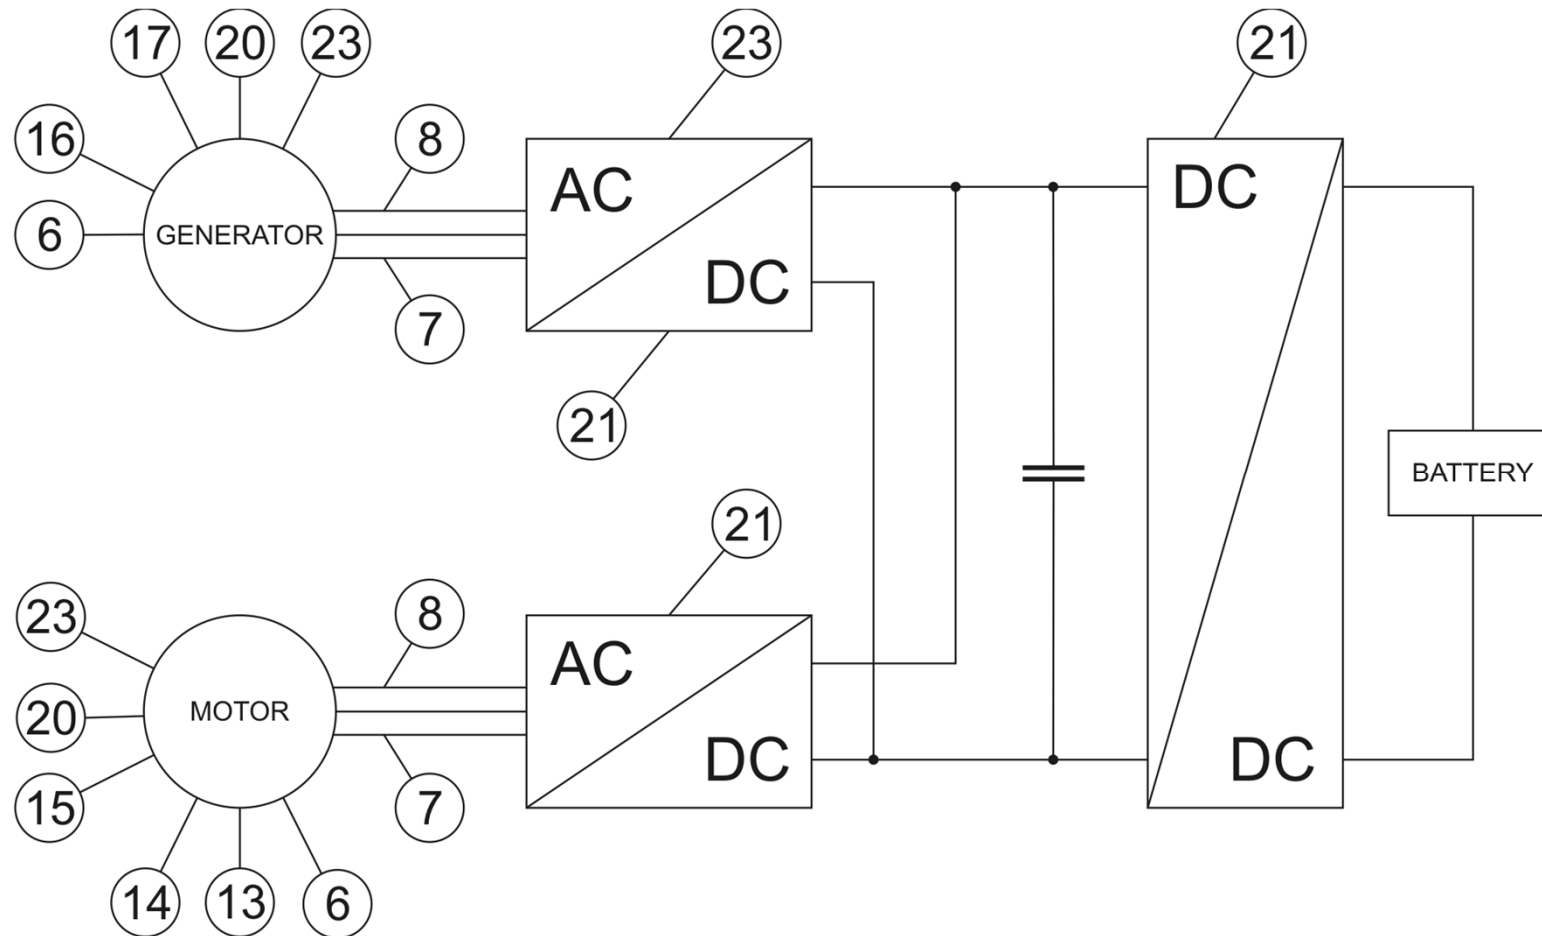 17 20 23 23 21
16 8
AC DC
6 GENERATOR
DC
7
21
BATTERY
21
23 8
AC
20 MOTOR
DC DC
15 7
14 13 6